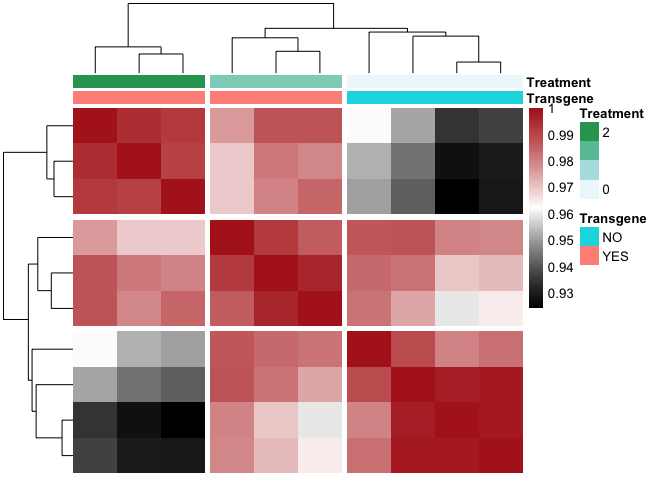 Treatment
Transgene
1
0.99
0.98
0.97
0.96
0.95
0.94
0.93
Treatment
2
0
Transgene
NO
YES